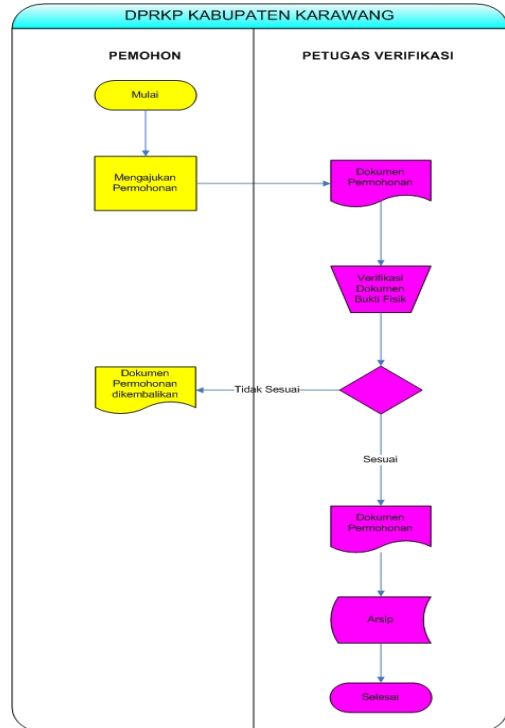 DPRKP KABUPATEN KARAWANG
PEMOHON
PETUGAS VERIFIKASI
Mulai
Mengajukan
Permohonan
Dokumen
Permohonan
Verifikasi
Dokumen
Bukti Fisik
Dokumen
Permohonan
dikembalikan
Tidak Sesuai
Sesuai
Dokumen
Permohonan
Arsip
Selesai